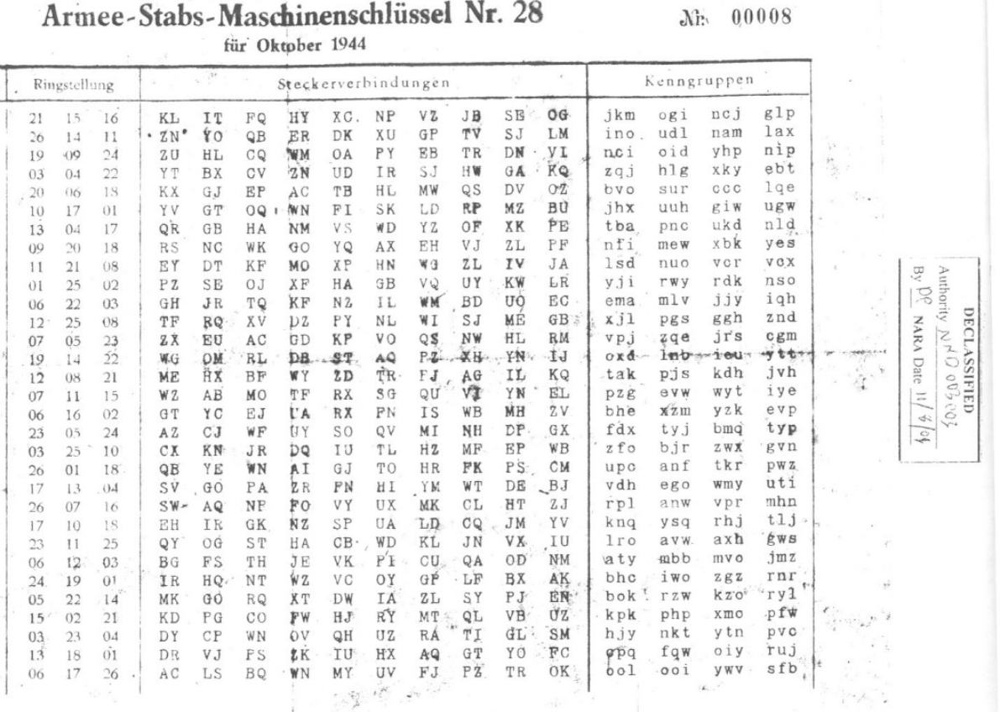 Armee-Stabs-Maschinenschlüssel Nr. 28 Nr. 00008
für Oktober 1944
Ringstellung Steckerverbindungen Kenngruppen
21 15 16 KL IT FQ HY XC NP VZ JB SE OG jkm ogi ncj glp
26 14 11 ZN YO QB ER DK XU GP TV SJ LM ino udl nam lax
19 09 24 ZU HL CQ WM OA PY EB TR DN VI nci oid yhp nip
03 04 22 YT BX CV ZN UD IR SJ HW GA KQ zqj hlg xky ebt
20 06 18 KX GJ EP AC TB HL MW QS DV OZ bvo sur ccc lqe
10 17 01 YV GT OQ WN FI SK LD RP MZ BU jhx uuh giw ugw
13 04 17 QR GB HA NM VS WD YZ OF XK PE tba pnc ukd nld
09 20 18 RS NC WK GO YQ AX EH VJ ZL PF nfi mew xbk yes
11 21 08 EY DT KF MO XP HN WG ZL IV JA lsd nuo vcr vcx
01 25 02 PZ SE OJ XF HA GB VQ UY KW LR yji rwy rdk nso
06 22 03 GH JR TQ KF NZ IL WM BD UO EC ema mlv jjy iqh
12 25 08 TF RQ XV DZ PY NL WI SJ ME GB xjl pgs ggh znd
07 05 23 ZX EU AC GD KP VO QS NW HL RM vpj zqe jrs cgm
19 14 22 WG OM RL DB ST AQ PZ XH YN IJ oxd lnb ieu ytt
12 08 21 ME HX BF WY ZD TR FJ AG IL KQ tak pjs kdh jvh
07 11 15 WZ AB MO TF RX SG QU VI YN EL pzg evw wyt iye
06 16 02 GT YC EJ UA RX PN IS WB MH ZV bhe xzm yzk evp
23 05 24 AZ CJ WF UY SO QV MI NH DP GX fdx tyj bmq typ
03 25 10 CX KN JR DQ IU TL HZ MF EP WB zfo bjr zwx gvn
26 01 18 QB YE WN AI GJ TO HR FK PS CM upc anf tkr pwz
17 13 04 SV GO PA ZR FN HI YM WT DE BJ vdh ego wmy uti
26 07 16 SW AQ NP FO VY UX MK CL HT ZJ rpl anw vpr mhn
17 10 18 EH IR GK NZ SP UA LD CQ JM YV knq ysq rhj tlj
23 11 25 QY OG ST HA CB WD KL JN VX IU lro avw axh gws
06 12 03 BG FS TH JE VK PI CU QA OD NM aty mbb mvo jmz
24 19 01 IR HQ NT WZ VC OY GP LF BX AK bhc iwo zgz rnr
05 22 14 MK GO RQ XT DW IA ZL SY PJ EN bok rzw kzo ryl
15 02 21 KD PG CO FW HJ RY MT QL VB UZ kpk php xmo pfw
03 23 04 DY CP WN OV QH UZ RA TI GL SM hjy nkt ytn pvc
13 18 01 DR VJ PS ZK IU HX AQ GT YO FC opq fqw oiy ruj
06 17 26 AC LS BQ WN MY UV FJ PZ TR OK ool ooi ywv sfb
DECLASSIFIED
Authority
By DR NARA Date